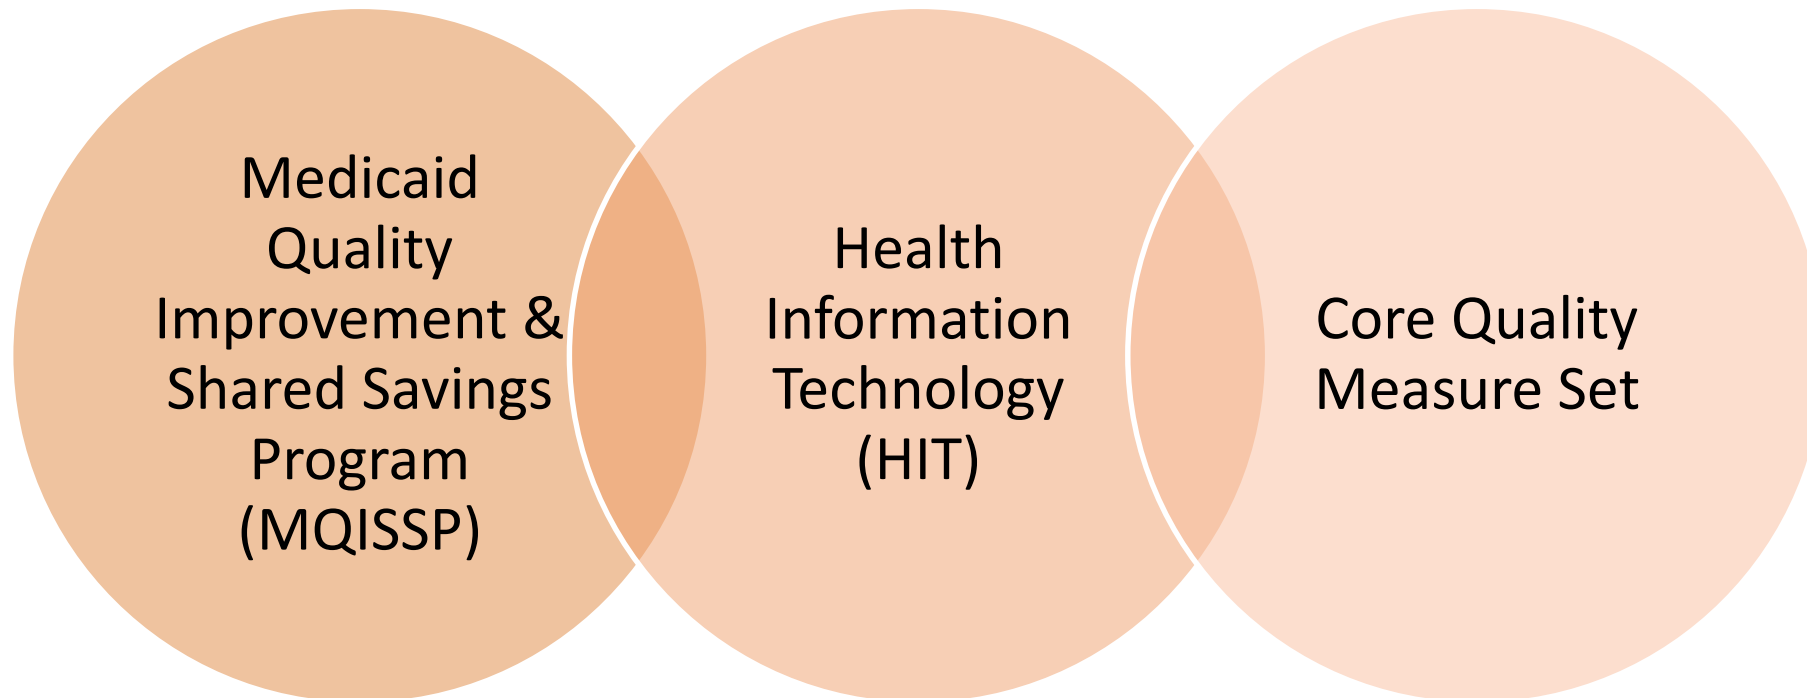 Medicaid
Quality
Improvement &
Shared Savings
Program
(MQISSP)
Health
Information
Technology
(HIT)
Core Quality
Measure Set